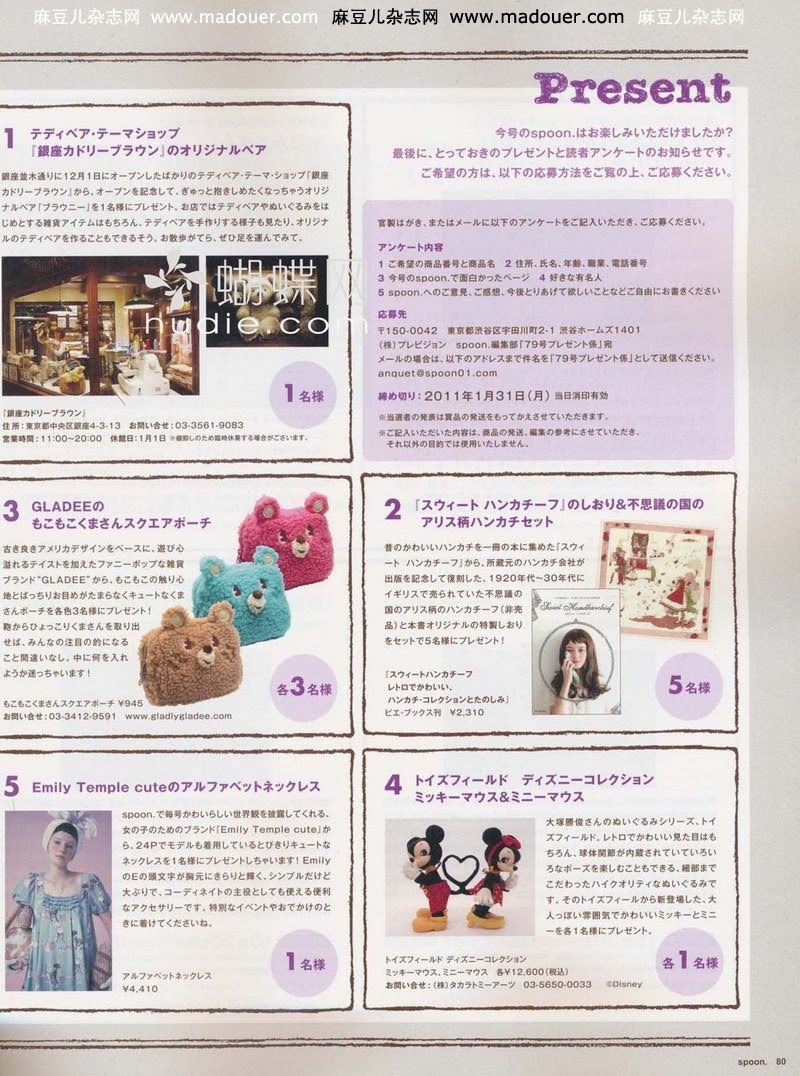 麻豆儿杂志网 www.madouer.com 麻豆儿杂志网 www.madouer.com 麻豆儿杂志网
Present
今号のspoon.はお楽しみいただけましたか?
最後に、とっておきのプレゼントと読者アンケートのお知らせです。
ご希望の方は、以下の応募方法をご覧の上、ご応募ください。
官製はがき、またはメールに以下のアンケートをご記入いただき、ご応募ください。
アンケート内容
1 ご希望の商品番号と商品名 2 住所、氏名、年齢、職業、電話番号
3 今号のspoon.で面白かったページ 4 好きな有名人
5 spoon.へのご意見、ご感想、今後とりあげて欲しいことなどご自由にお書きください
応募先
〒150-0042 東京都渋谷区宇田川町2-1 渋谷ホームズ1401
(株)プレビジョン spoon.編集部「79号プレゼント係」宛
メールの場合は、以下のアドレスまで件名を「79号プレゼント係」として送信ください。
anquet@spoon01.com
締め切り:2011年1月31日(月) 当日消印有効
※当選者の発表は賞品の発送をもってかえさせていただきます。
※ご記入いただいた内容は、商品の発送、編集の参考にさせていただき、
それ以外の目的では使用いたしません。
1 テディベア・テーマショップ
『銀座カドリーブラウン』のオリジナルベア
銀座並木通りに12月1日にオープンしたばかりのテディベア・テーマ・ショップ「銀座
カドリーブラウン」から、オープンを記念して、ぎゅっと抱きしめたくなっちゃうオリジ
ナルベア「ブラウニー」を1名様にプレゼント。お店ではテディベアやぬいぐるみをは
じめとする雑貨アイテムはもちろん、テディベアを手作りする様子も見たり、オリジナ
ルのテディベアを作ることもできるそう。お散歩がてら、ぜひ足を運んでみて。
蝴蝶网
hudie.com
1名様
『銀座カドリーブラウン』
住所:東京都中央区銀座4-3-13 お問い合せ:03-3561-9083
営業時間:11:00〜20:00 休館日:1月1日 ※棚卸しのため臨時休業する場合がございます。
2 『スウィート ハンカチーフ』のしおり&不思議の国の
アリス柄ハンカチセット
昔のかわいいハンカチを一冊の本に集めた「スウィ
ート ハンカチーフ」から、所蔵元のハンカチ会社が
出版を記念して復刻した、1920年代〜30年代に
イギリスで売られていた不思議の
国のアリス柄のハンカチーフ(非売
品)と本書オリジナルの特製しおり
をセットで5名様にプレゼント!
Sweet Handkerchief
『スウィートハンカチーフ
レトロでかわいい、
ハンカチ・コレクションとたのしみ』
ピエ・ブックス刊 ¥2,310
5名様
3 GLADEEの
もこもこくまさんスクエアポーチ
古き良きアメリカデザインをベースに、遊び心
溢れるテイストを加えたファニーポップな雑貨
ブランド"GLADEE"から、もこもこの触り心
地とぱっちりお目めがたまらなくキュートなくま
さんポーチを各色3名様にプレゼント!
鞄からひょっこりくまさんを取り出
せば、みんなの注目の的になる
こと間違いなし。中に何を入れ
ようか迷っちゃいます!
もこもこくまさんスクエアポーチ ¥945
お問い合せ:03-3412-9591 www.gladlygladee.com
各3名様
4 トイズフィールド ディズニーコレクション
ミッキーマウス&ミニーマウス
大塚勝俊さんのぬいぐるみシリーズ、トイ
ズフィールド。レトロでかわいい見た目はも
ちろん、球体関節が内蔵されていていろい
ろなポーズを楽しむこともできる、細部まで
こだわったハイクオリティなぬいぐるみで
す。そのトイズフィールから新登場した、大
人っぽい雰囲気でかわいいミッキーとミニ
ーを各1名様にプレゼント。
トイズフィールド ディズニーコレクション
ミッキーマウス、ミニーマウス 各¥12,600(税込)
お問い合せ:(株)タカラトミーアーツ 03-5650-0033 ©Disney
各1名様
5 Emily Temple cuteのアルファベットネックレス
spoon.で毎号かわいらしい世界観を披露してくれる、
女の子のためのブランド「Emily Temple cute」か
ら、24Pでモデルも着用しているとびきりキュートな
ネックレスを1名様にプレゼントしちゃいます!Emily
のEの頭文字が胸元にきらりと輝く、シンプルだけど
大ぶりで、コーディネイトの主役としても使える便利
なアクセサリーです。特別なイベントやおでかけのと
きに着けてくださいね。
アルファベットネックレス
¥4,410
1名様
spoon. 80